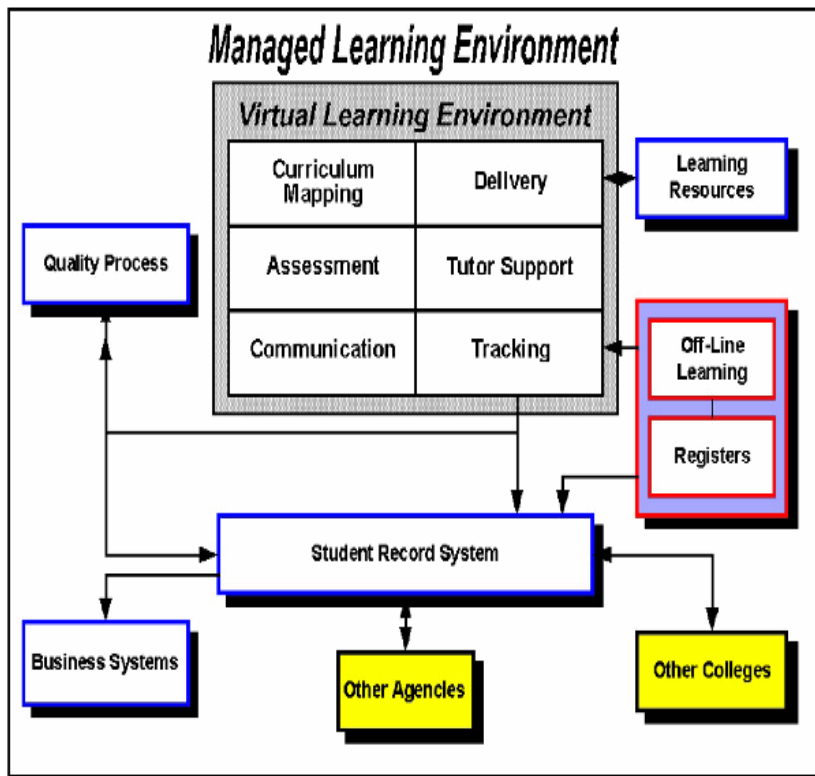 Managed Learning Environment
Virtual Learning Environment
Curriculum
Mapping
Delivery
Learning
Resources
Quality Process
Assessment
Tutor Support
Communication
Tracking
Off-Line
Learning
Registers
Student Record System
Business Systems
Other Agencies
Other Colleges